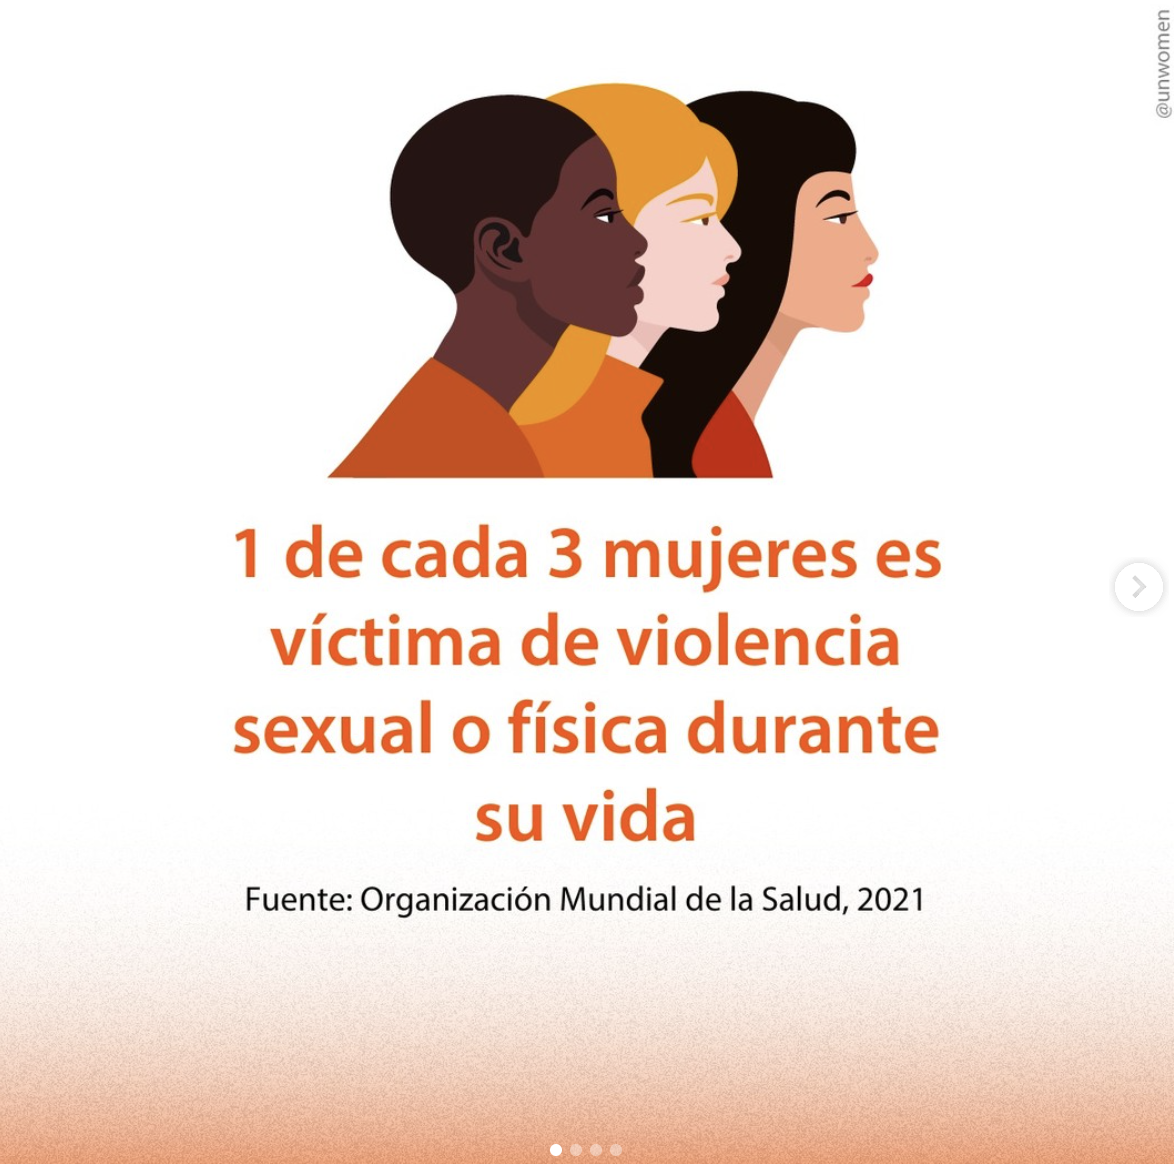 @unwomen
1 de cada 3 mujeres es
víctima de violencia
sexual o física durante
su vida
Fuente: Organización Mundial de la Salud, 2021